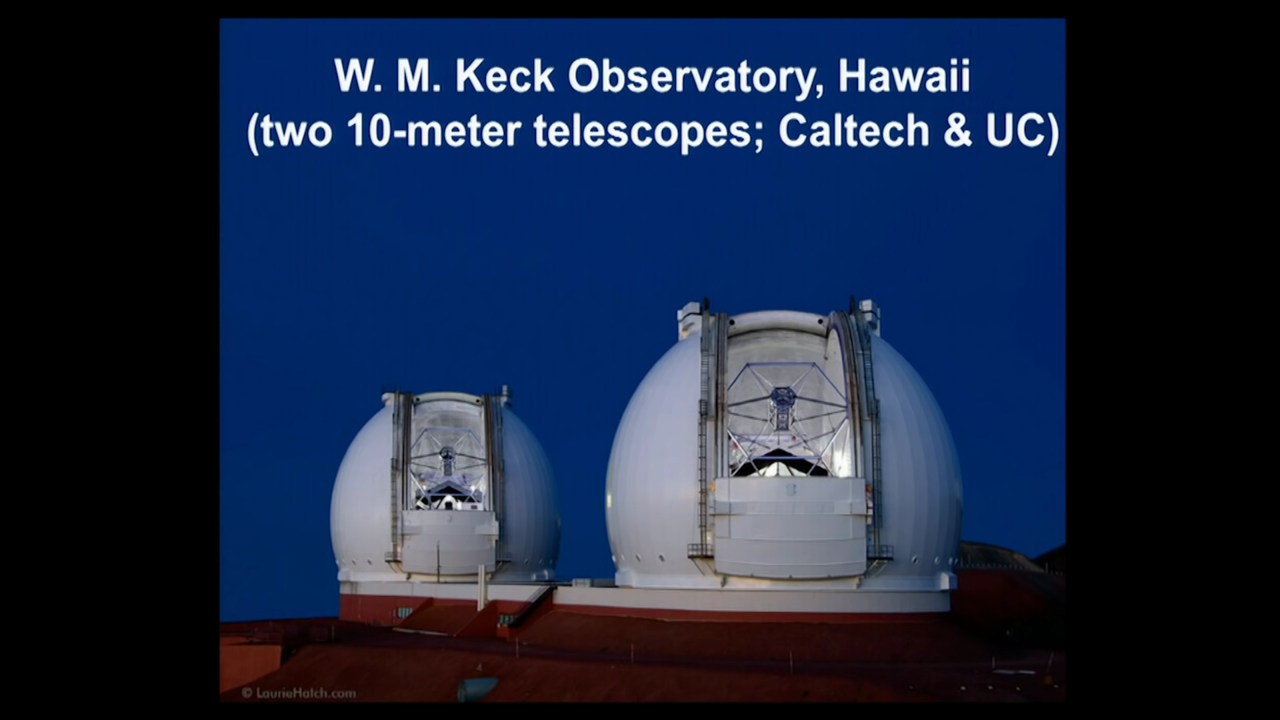 W. M. Keck Observatory, Hawaii
(two 10-meter telescopes; Caltech & UC)
© LaurieHatch.com